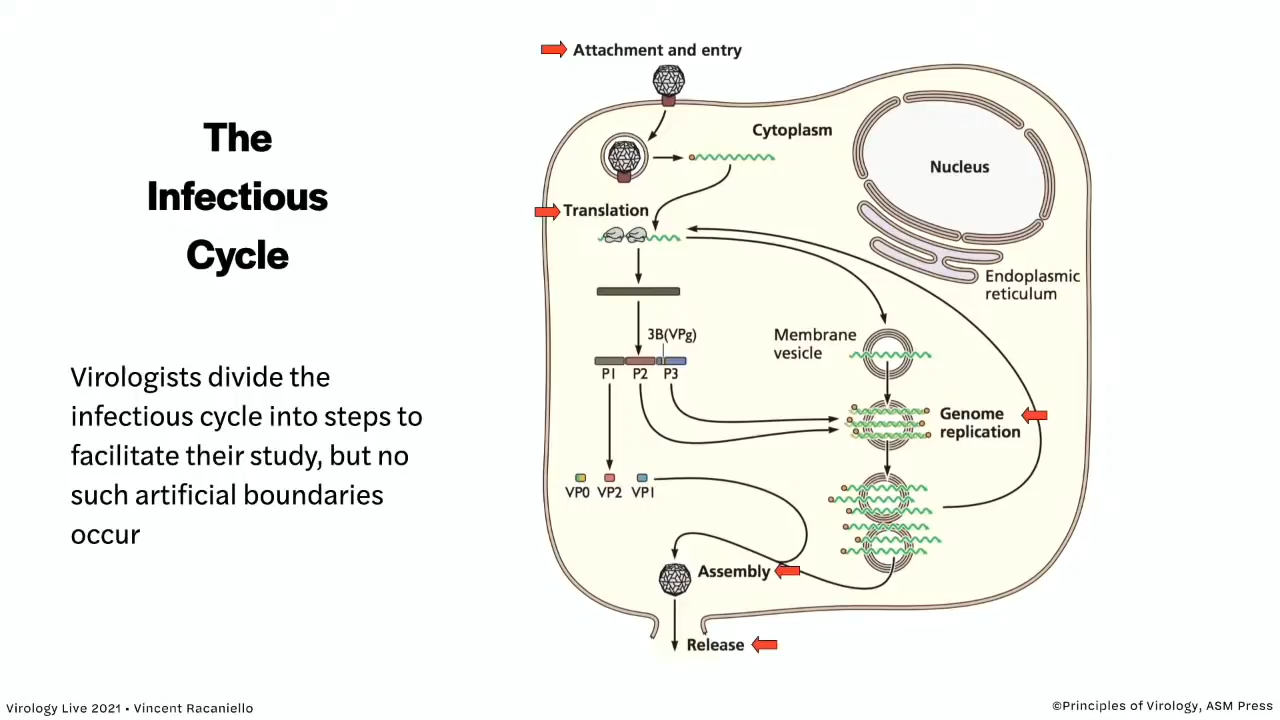 The
Infectious
Cycle
Virologists divide the
infectious cycle into steps to
facilitate their study, but no
such artificial boundaries
occur
Attachment and entry
Cytoplasm
Nucleus
Translation
Endoplasmic
reticulum
3B(VPg)
Membrane
vesicle
P1 P2 P3
Genome
replication
VP0 VP2 VP1
Assembly
Release
Virology Live 2021 • Vincent Racaniello
©Principles of Virology, ASM Press